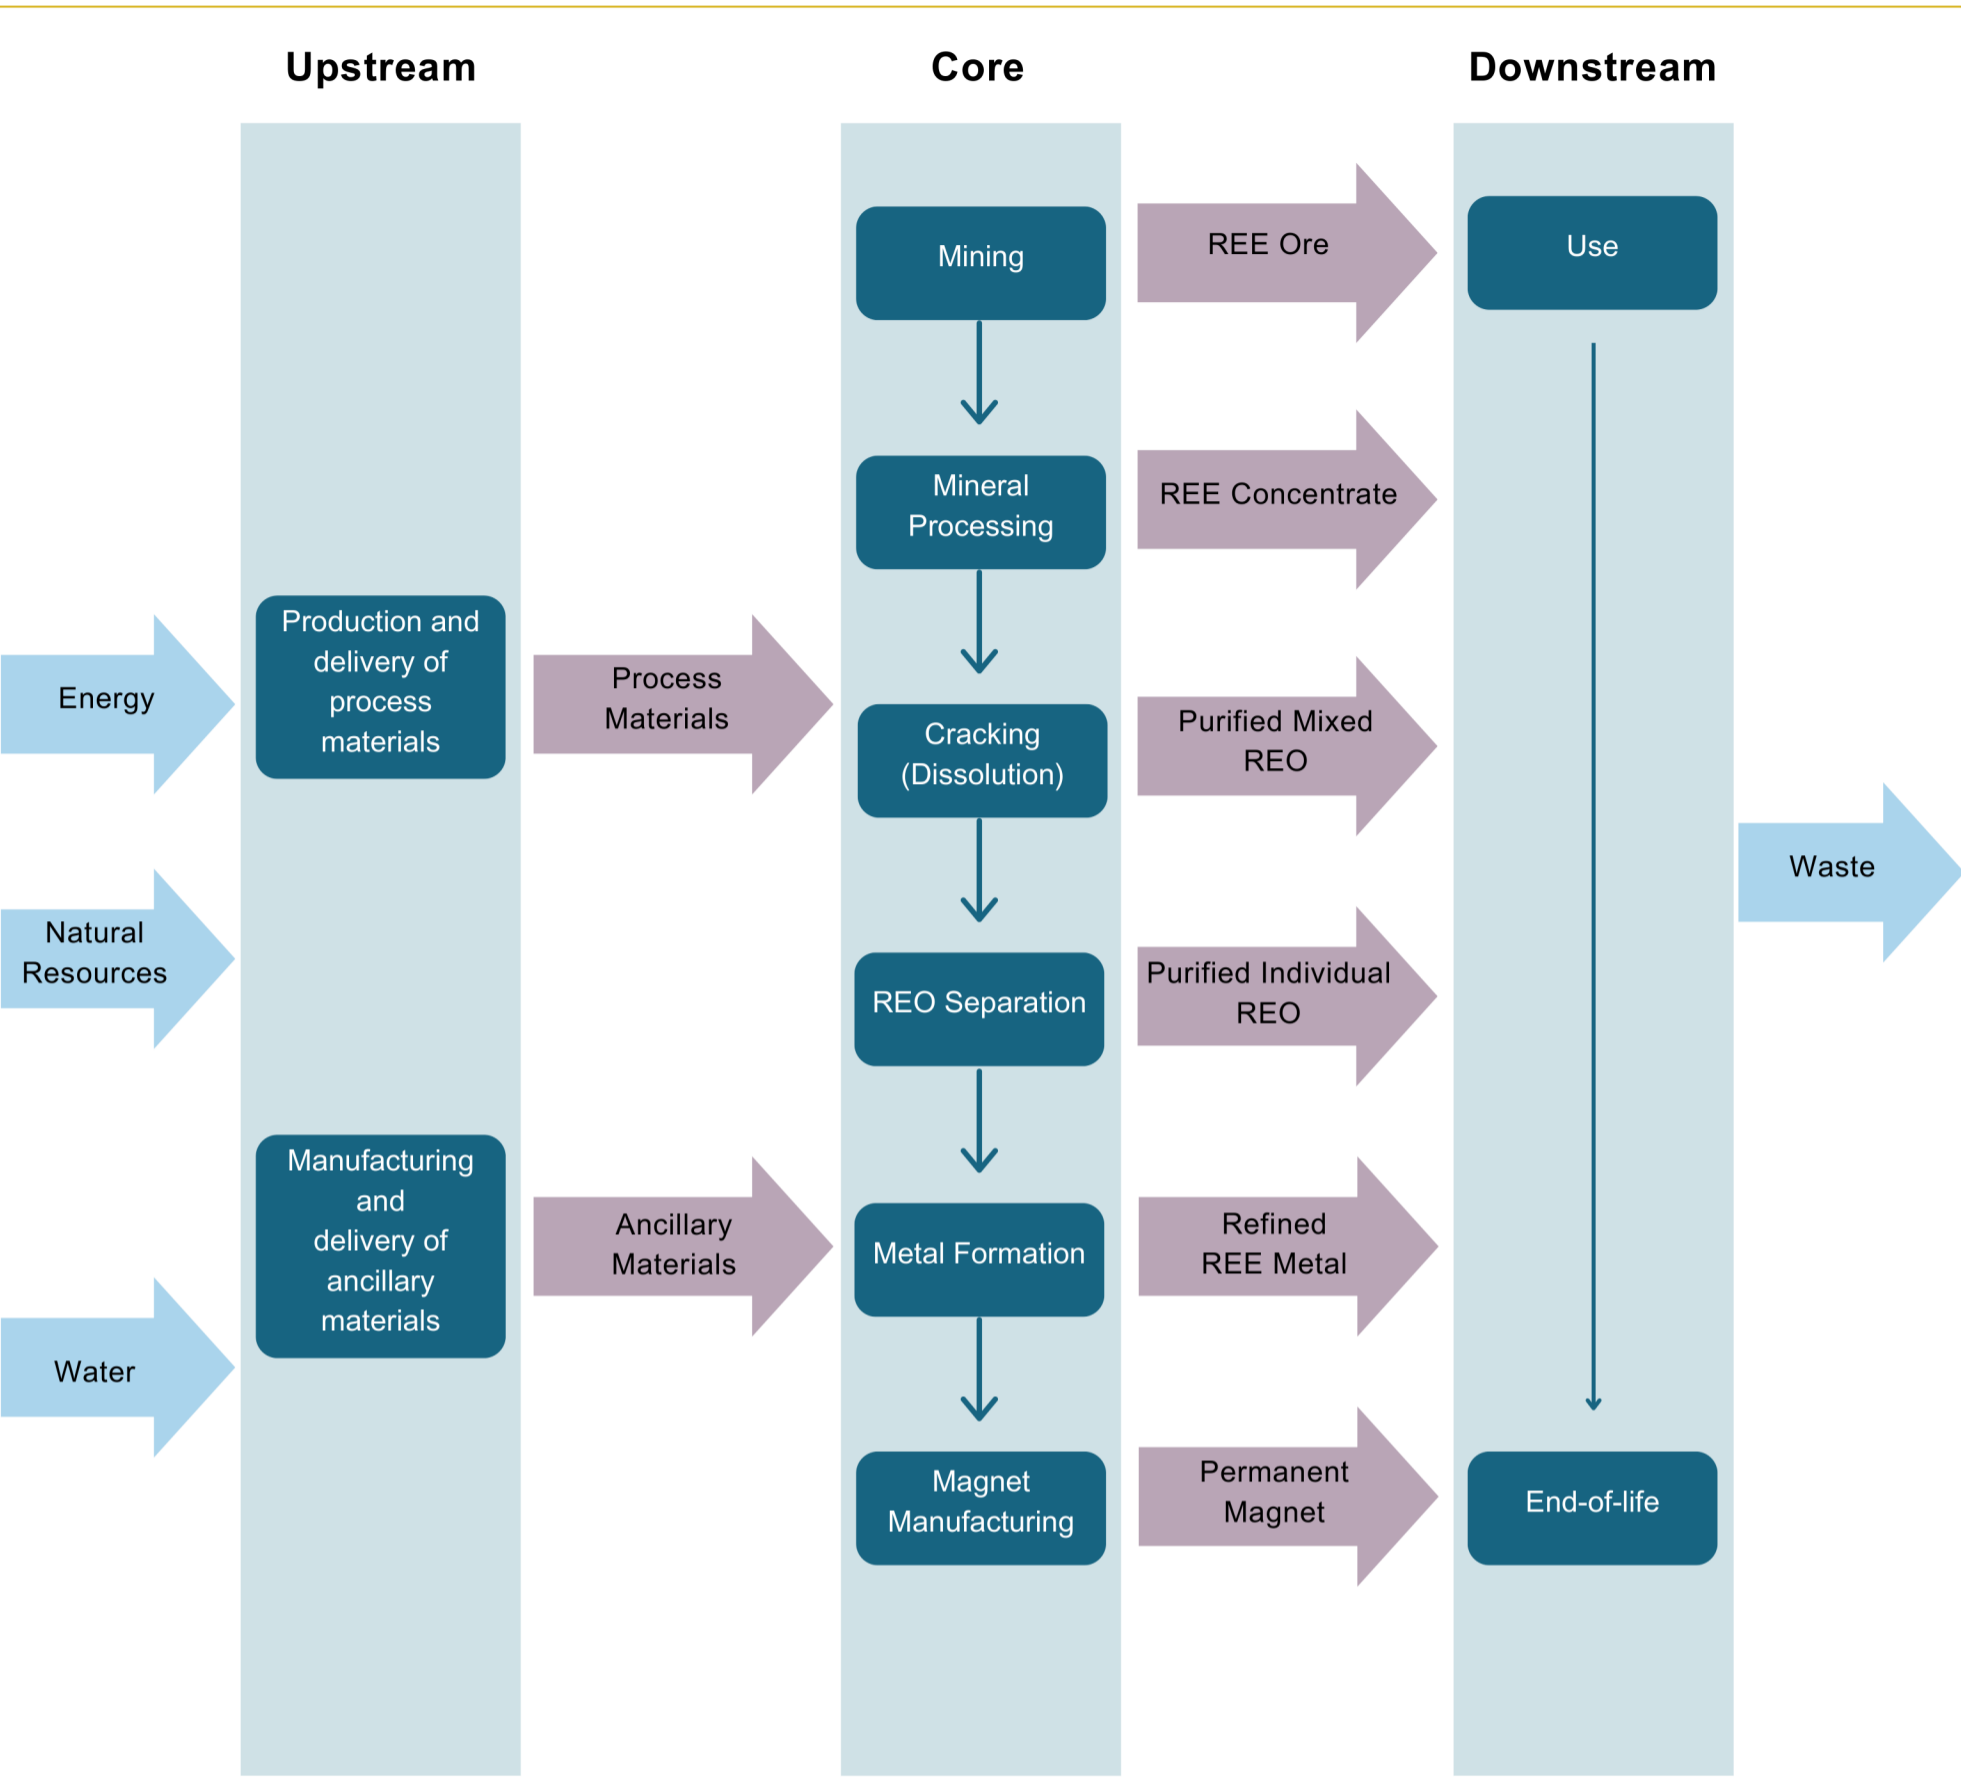 Upstream
Core
Downstream
Energy
Natural
Resources
Water
Production and
delivery of
process
materials
Manufacturing
and
delivery of
ancillary
materials
Process
Materials
Ancillary
Materials
Mining
Mineral
Processing
Cracking
(Dissolution)
REO Separation
Metal Formation
Magnet
Manufacturing
REE Ore
REE Concentrate
Purified Mixed
REO
Purified Individual
REO
Refined
REE Metal
Permanent
Magnet
Use
End-of-life
Waste